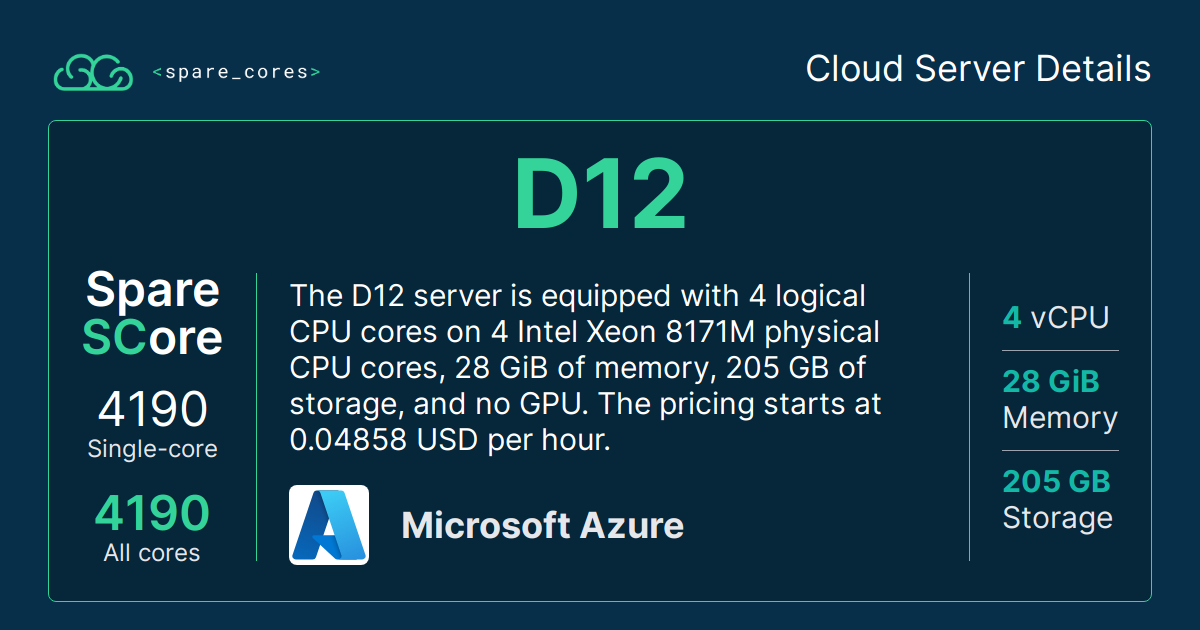 <spare_cores>
Cloud Server Details
D12
Spare
SCore
4190
Single-core
4190
All cores
The D12 server is equipped with 4 logical
CPU cores on 4 Intel Xeon 8171M physical
CPU cores, 28 GiB of memory, 205 GB of
storage, and no GPU. The pricing starts at
0.04858 USD per hour.
Microsoft Azure
4 vCPU
28 GiB
Memory
205 GB
Storage